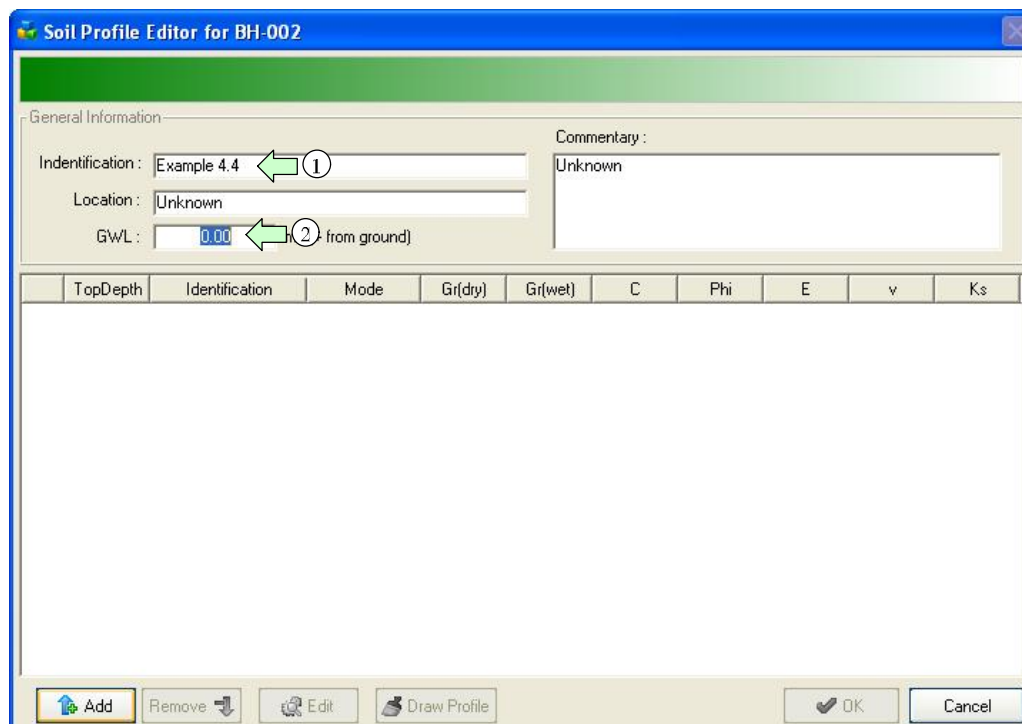 Soil Profile Editor for BH-002
General Information
Commentary :
Indentification : Example 4.4 1
Unknown
Location : Unknown
GWL : 0.00 2 from ground)
TopDepth Identification Mode Gr(dry) Gr(wet) C Phi E v Ks
Add Remove Edit Draw Profile OK Cancel